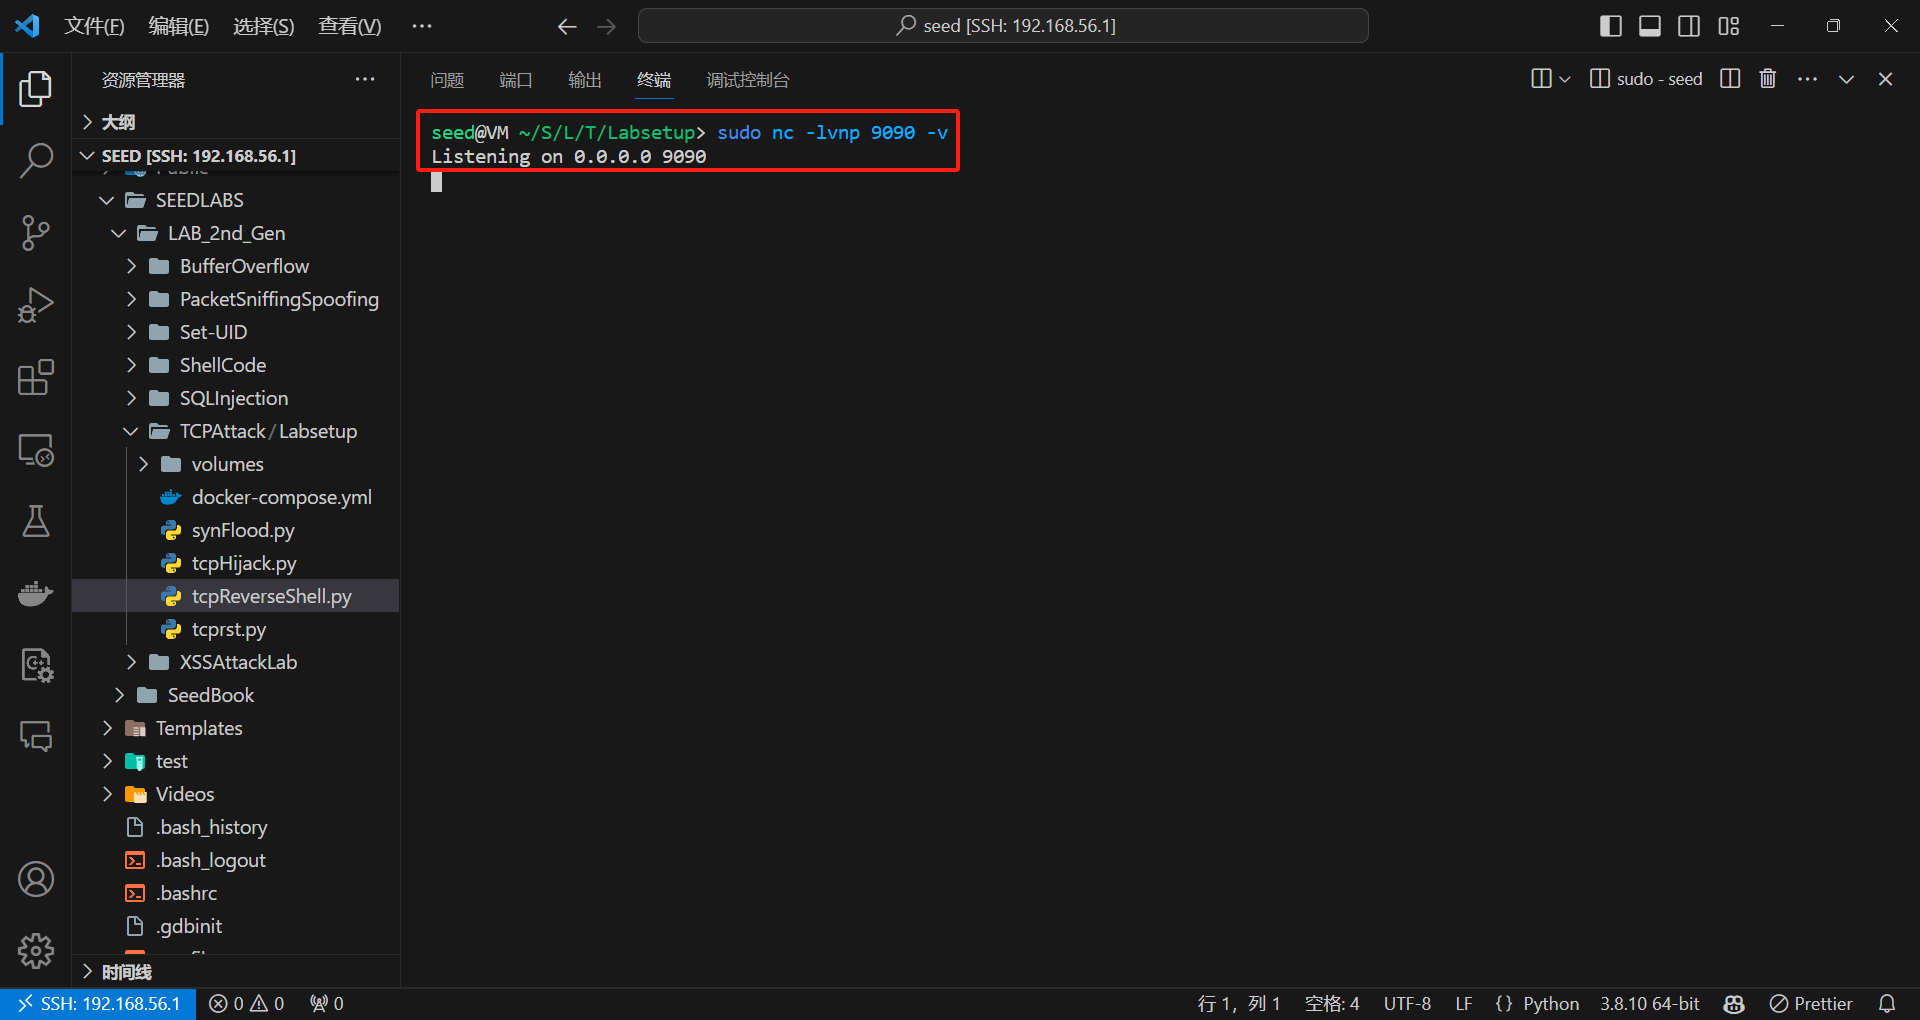 文件(F) 编辑(E) 选择(S) 查看(V) ···
seed [SSH: 192.168.56.1]
资源管理器
大纲
SEED [SSH: 192.168.56.1]
Public
SEEDLABS
LAB_2nd_Gen
BufferOverflow
PacketSniffingSpoofing
Set-UID
ShellCode
SQLInjection
TCPAttack / Labsetup
volumes
docker-compose.yml
synFlood.py
tcpHijack.py
tcpReverseShell.py
tcprst.py
XSSAttackLab
SeedBook
Templates
test
Videos
.bash_history
.bash_logout
.bashrc
.gdbinit
时间线
问题 端口 输出 终端 调试控制台
sudo - seed
seed@VM ~/S/L/T/Labsetup> sudo nc -lvnp 9090 -v
Listening on 0.0.0.0 9090
SSH: 192.168.56.1 0 0 0
行 1，列 1 空格: 4 UTF-8 LF {} Python 3.8.10 64-bit Prettier